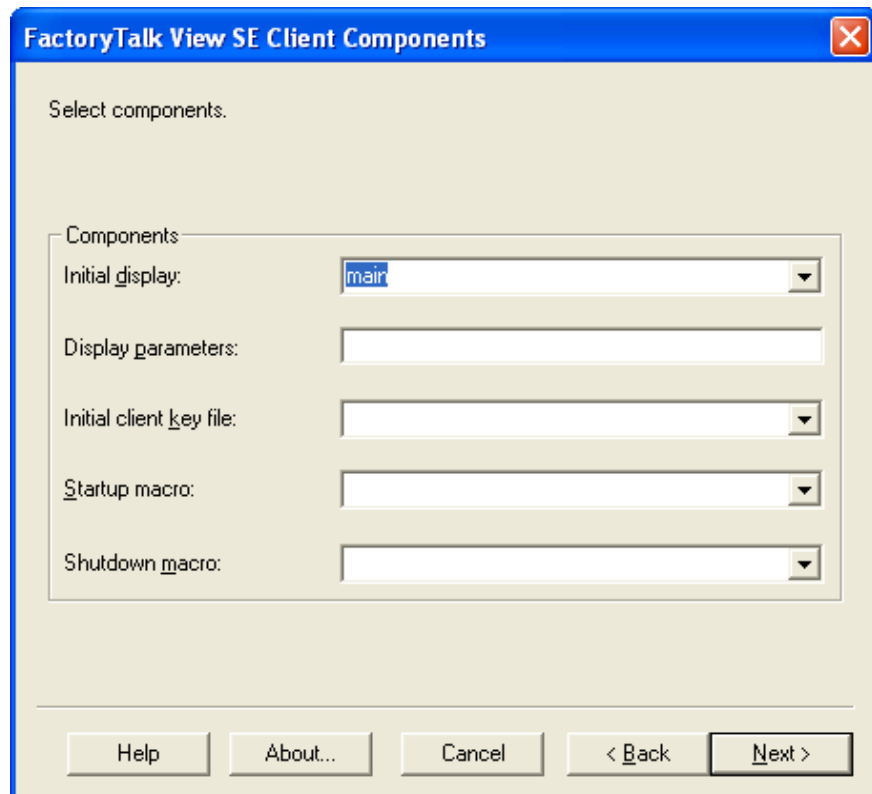 FactoryTalk View SE Client Components
Select components.
Components
Initial display: main
Display parameters:
Initial client key file:
Startup macro:
Shutdown macro:
Help About... Cancel < Back Next >